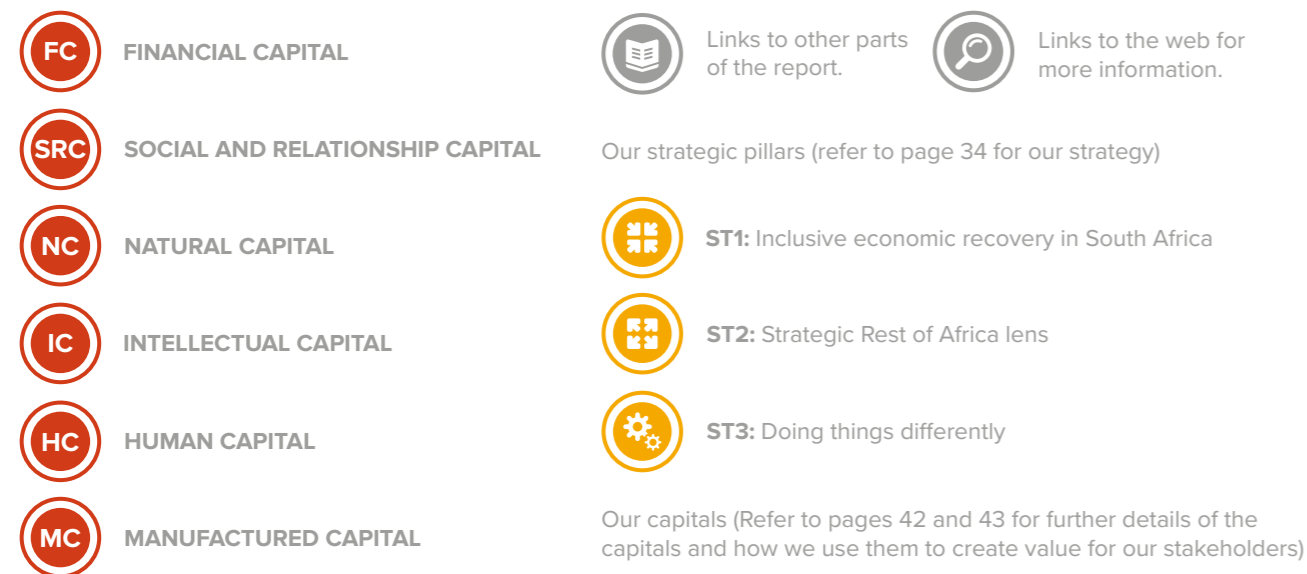 FC
FINANCIAL CAPITAL
SRC
SOCIAL AND RELATIONSHIP CAPITAL
NC
NATURAL CAPITAL
IC
INTELLECTUAL CAPITAL
HC
HUMAN CAPITAL
MC
MANUFACTURED CAPITAL
Links to other parts
of the report.
Links to the web for
more information.
Our strategic pillars (refer to page 34 for our strategy)
ST1: Inclusive economic recovery in South Africa
ST2: Strategic Rest of Africa lens
ST3: Doing things differently
Our capitals (Refer to pages 42 and 43 for further details of the
capitals and how we use them to create value for our stakeholders)